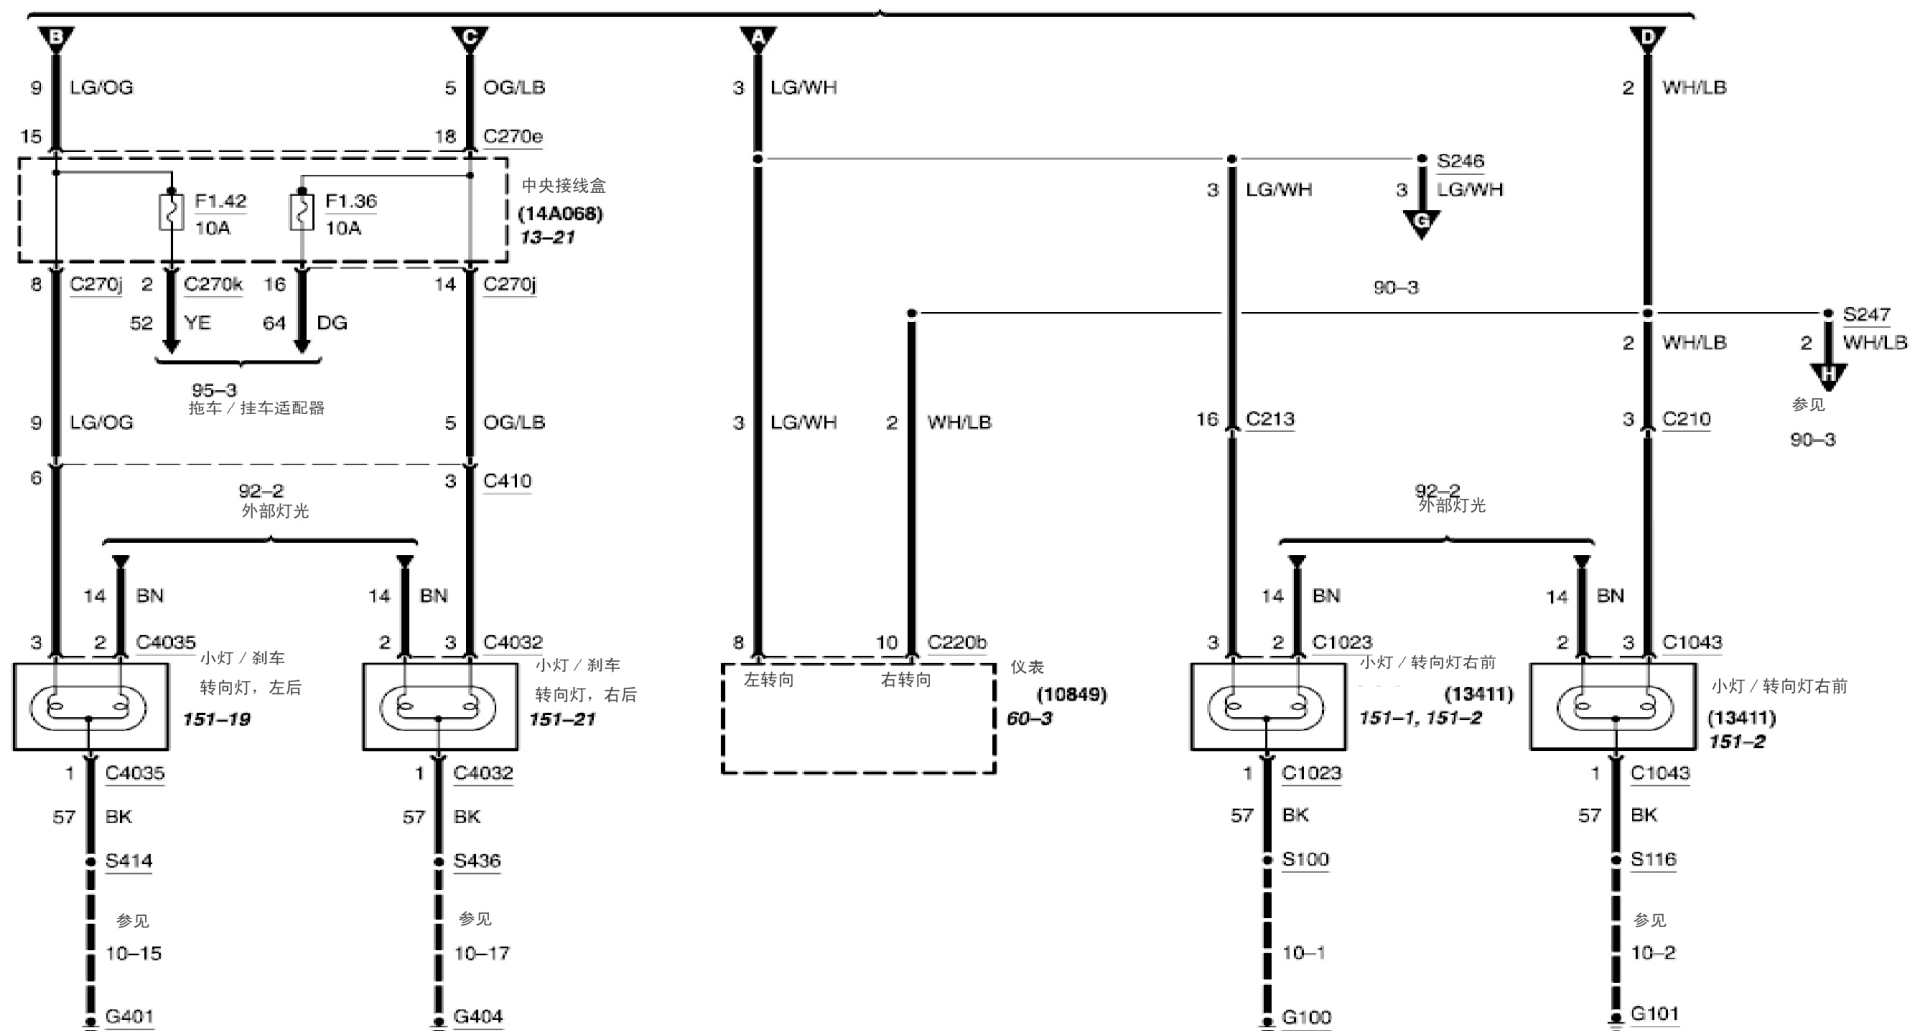 B C A D
9 LG/OG 5 OG/LB 3 LG/WH 2 WH/LB
15 18 C270e
S246
中央接线盒
3 LG/WH 3 LG/WH
F1.42 F1.36
(14A068)
G
10A 10A
13–21
8 C270j 2 C270k 16 14 C270j
90–3
S247
52 YE 64 DG
2 WH/LB 2 WH/LB
H
95–3
拖车/挂车适配器
参见
9 LG/OG 5 OG/LB 3 LG/WH 2 WH/LB 16 C213 3 C210
90–3
6 3 C410
92–2 92–2
外部灯光 外部灯光
14 BN 14 BN 14 BN 14 BN
3 2 C4035 2 3 C4032 8 10 C220b 3 2 C1023 2 3 C1043
小灯/刹车 小灯/刹车 仪表 小灯/转向灯右前
左转向 右转向
转向灯，左后 转向灯，右后 (10849) (13411) 小灯/转向灯右前
151–19 151–21 60–3 151–1, 151–2 (13411)
151–2
1 C4035 1 C4032 1 C1023 1 C1043
57 BK 57 BK 57 BK 57 BK
S414 S436 S100 S116
参见 参见 参见
10–15 10–17 10–1 10–2
G401 G404 G100 G101